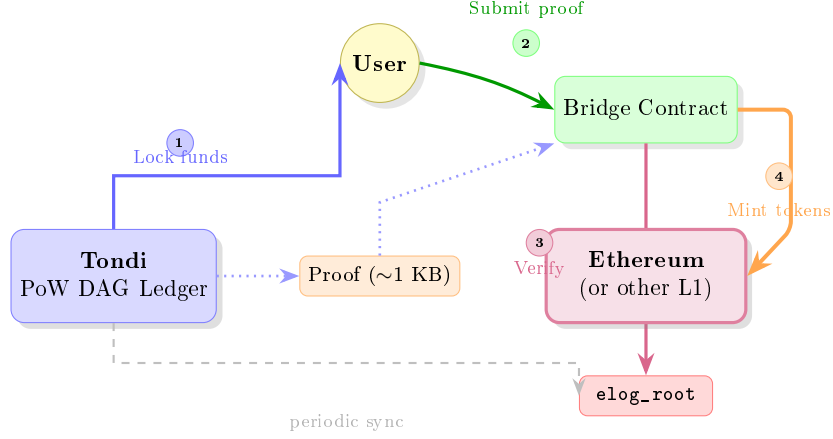 Submit proof
2
User
Bridge Contract
1
Lock funds
4
Mint tokens
Tondi
PoW DAG Ledger
Proof (~1 KB)
3
Verify
Ethereum
(or other L1)
elog_root
periodic sync